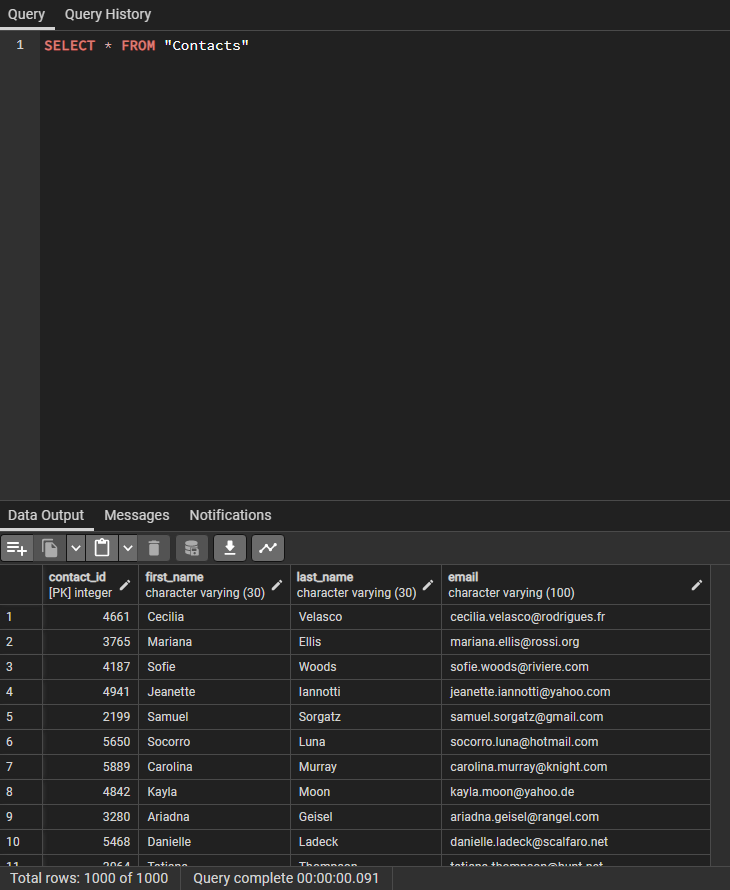 Query Query History
1 SELECT * FROM "Contacts"
Data Output Messages Notifications
contact_id first_name last_name email
[PK] integer character varying (30) character varying (30) character varying (100)
1 4661 Cecilia Velasco cecilia.velasco@rodrigues.fr
2 3765 Mariana Ellis mariana.ellis@rossi.org
3 4187 Sofie Woods sofie.woods@riviere.com
4 4941 Jeanette Iannotti jeanette.iannotti@yahoo.com
5 2199 Samuel Sorgatz samuel.sorgatz@gmail.com
6 5650 Socorro Luna socorro.luna@hotmail.com
7 5889 Carolina Murray carolina.murray@knight.com
8 4842 Kayla Moon kayla.moon@yahoo.de
9 3280 Ariadna Geisel ariadna.geisel@rangel.com
10 5468 Danielle Ladeck danielle.ladeck@scalfaro.net
Total rows: 1000 of 1000 Query complete 00:00:00.091